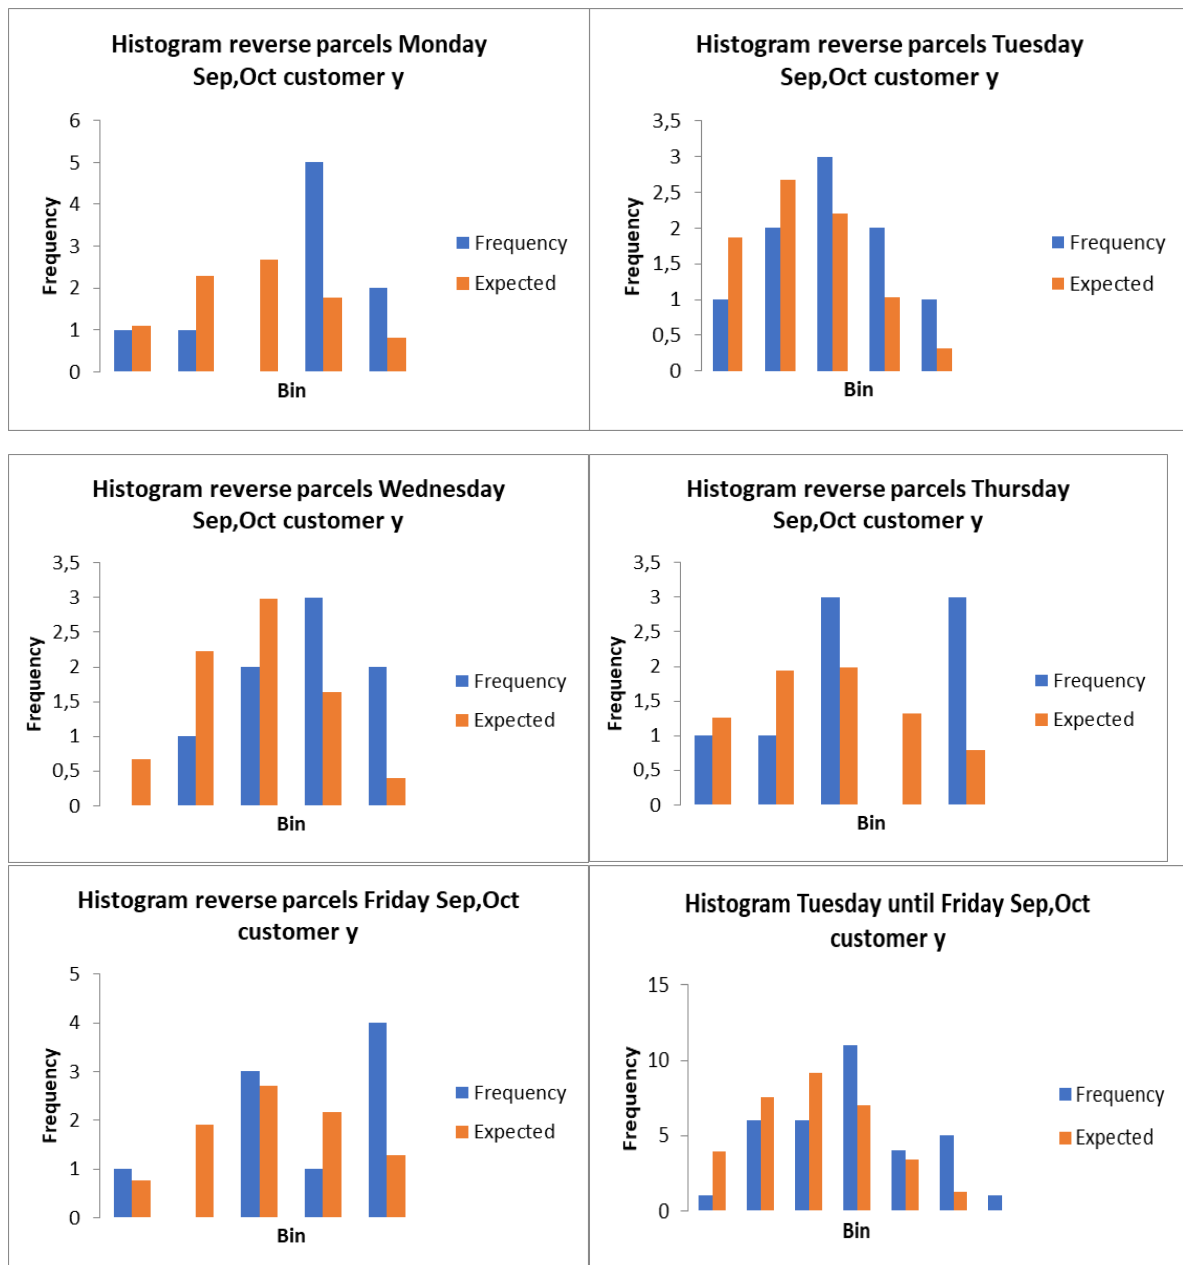 Histogram reverse parcels Monday
Sep,Oct customer y
6
5
4
3
2
1
0
Frequency
Bin
Frequency
Expected
Histogram reverse parcels Tuesday
Sep,Oct customer y
3,5
3
2,5
2
1,5
1
0,5
0
Frequency
Bin
Frequency
Expected
Histogram reverse parcels Wednesday
Sep,Oct customer y
3,5
3
2,5
2
1,5
1
0,5
0
Frequency
Bin
Frequency
Expected
Histogram reverse parcels Thursday
Sep,Oct customer y
3,5
3
2,5
2
1,5
1
0,5
0
Frequency
Bin
Frequency
Expected
Histogram reverse parcels Friday Sep,Oct
customer y
5
4
3
2
1
0
Frequency
Bin
Frequency
Expected
Histogram Tuesday until Friday Sep,Oct
customer y
15
10
5
0
Frequency
Bin
Frequency
Expected